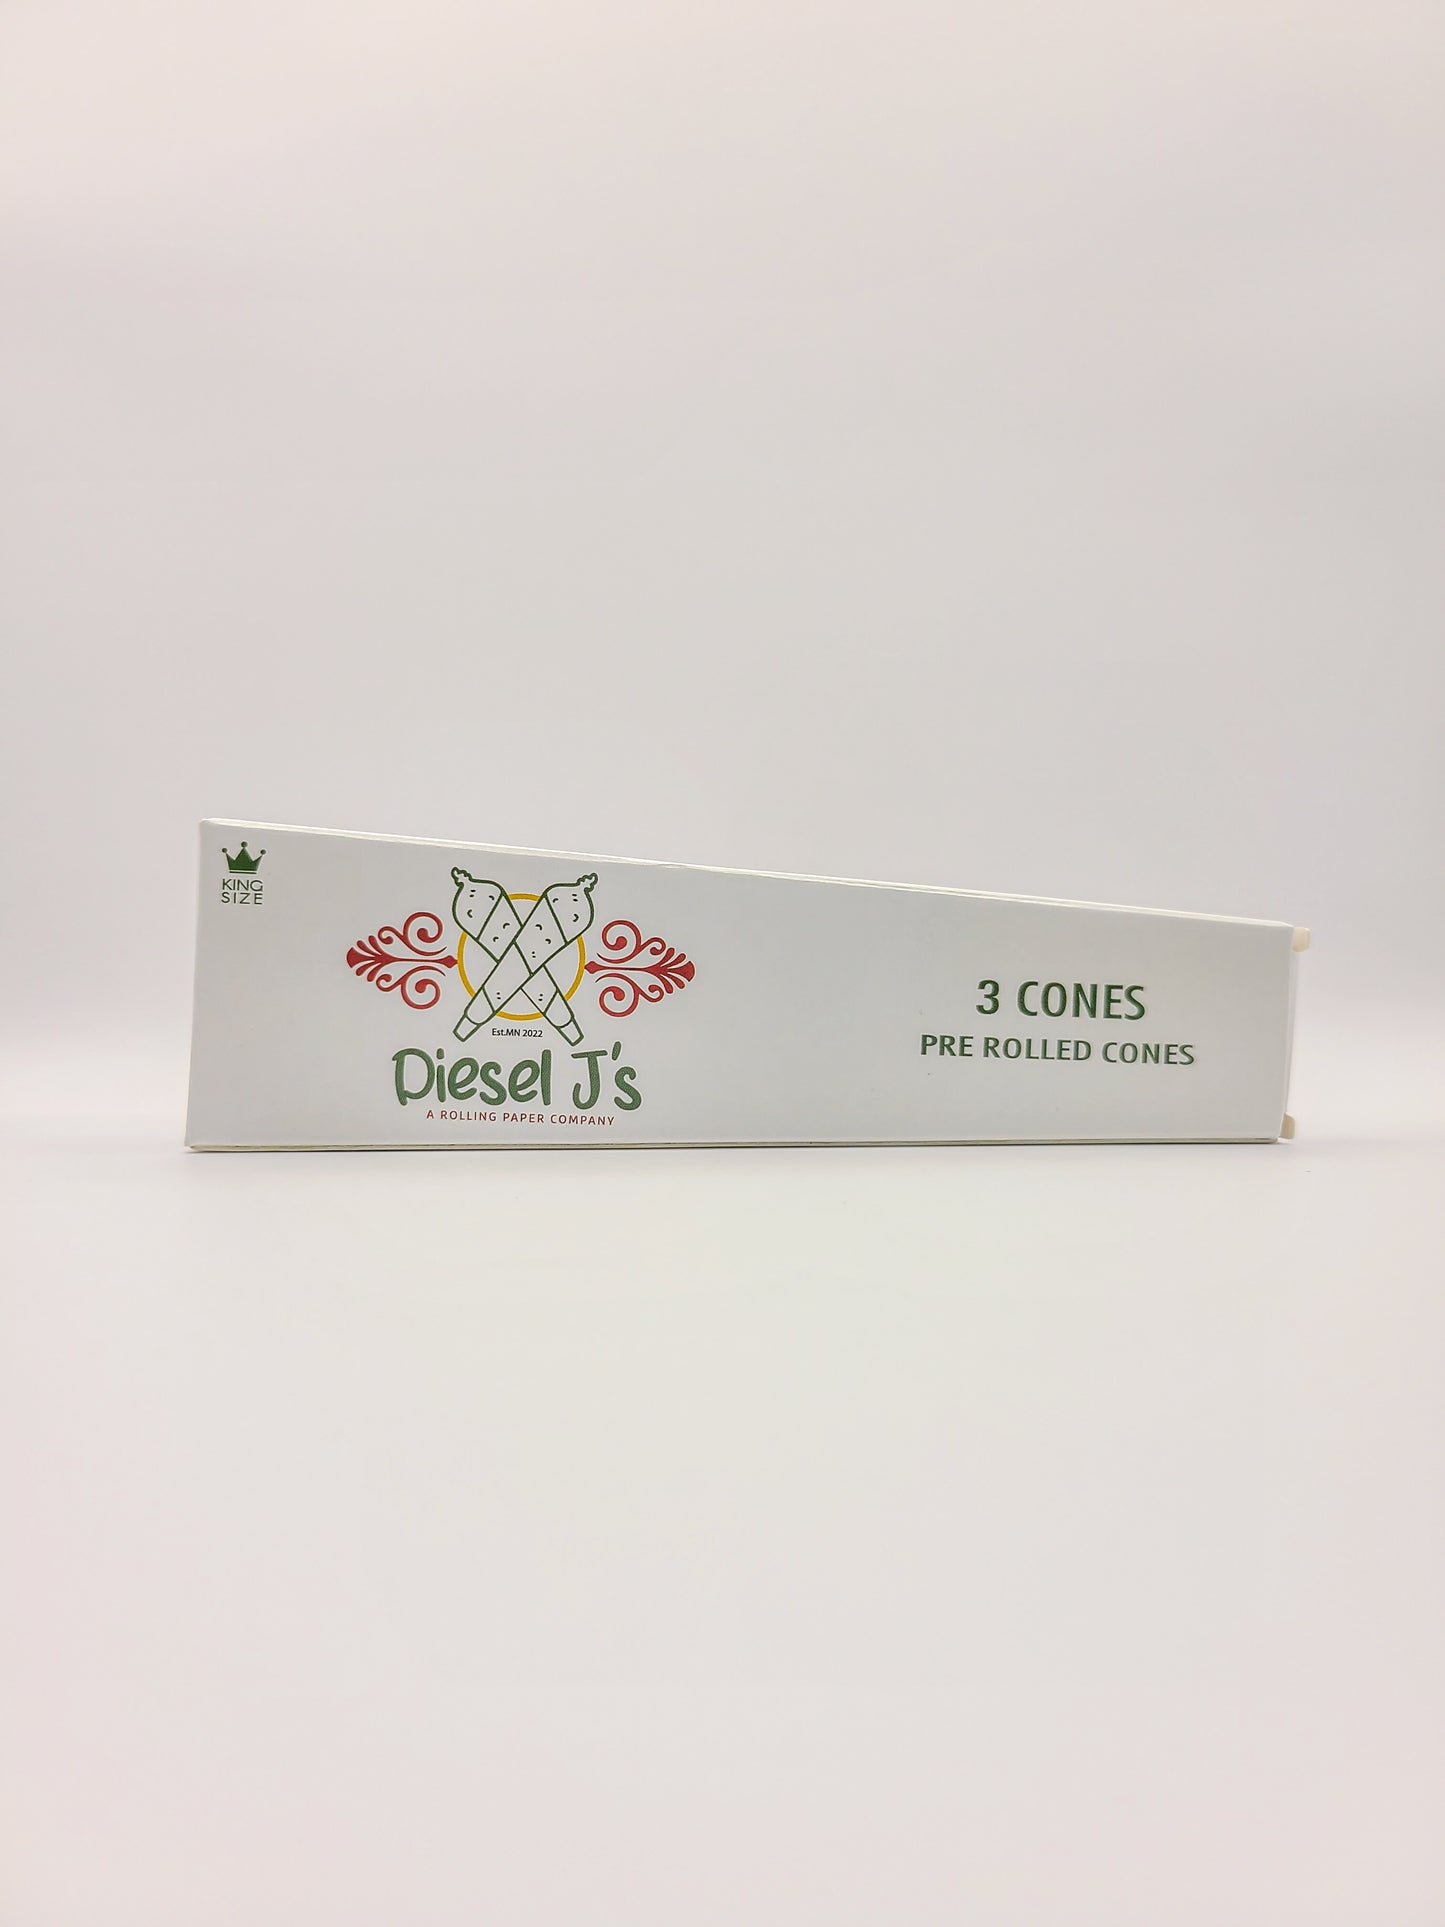 KING
SIZE
Est.MN 2022
Diesel J's
A ROLLING PAPER COMPANY
3 CONES
PRE ROLLED CONES